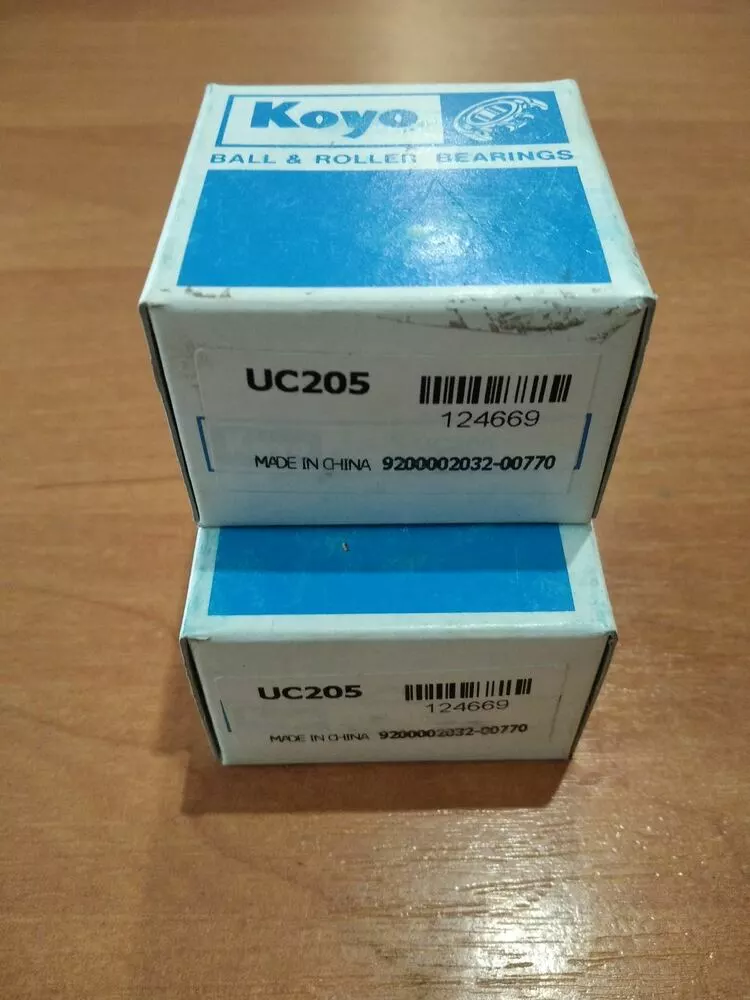 Koyo
BALL & ROLLER BEARINGS
UC205
124669
MADE IN CHINA 9200002032-00770
UC205
124669
MADE IN CHINA 9200002032-00770